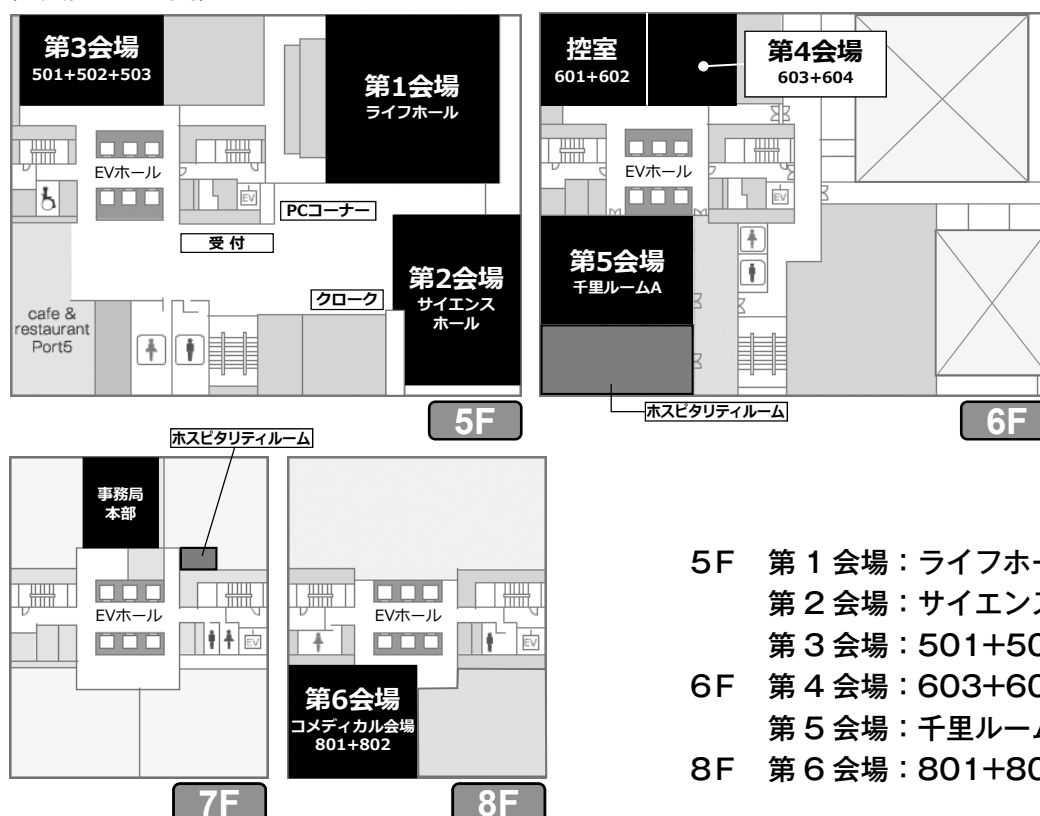 第3会場
501+502+503
第1会場
ライフホール
EVホール
EV
PCコーナー
受付
第2会場
サイエンス
ホール
クローク
cafe &
restaurant
Port5
5F
控室
601+602
第4会場
603+604
EVホール
EV
第5会場
千里ルームA
ホスピタリティルーム
6F
ホスピタリティルーム
事務局
本部
EVホール
EV
7F
EVホール
EV
第6会場
コメディカル会場
801+802
8F
5F 第1会場：ライフホー
第2会場：サイエンス
第3会場：501+50
6F 第4会場：603+60
第5会場：千里ルーム
8F 第6会場：801+80